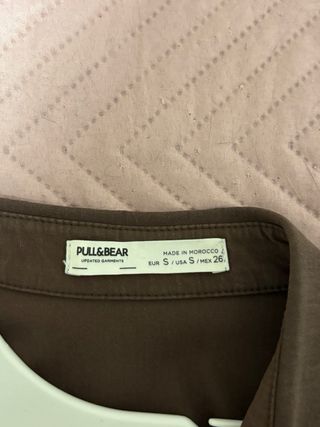 PULL&BEAR
UPDATED GARMENTS
MADE IN MOROCCO
EUR S / USA S / MEX 26